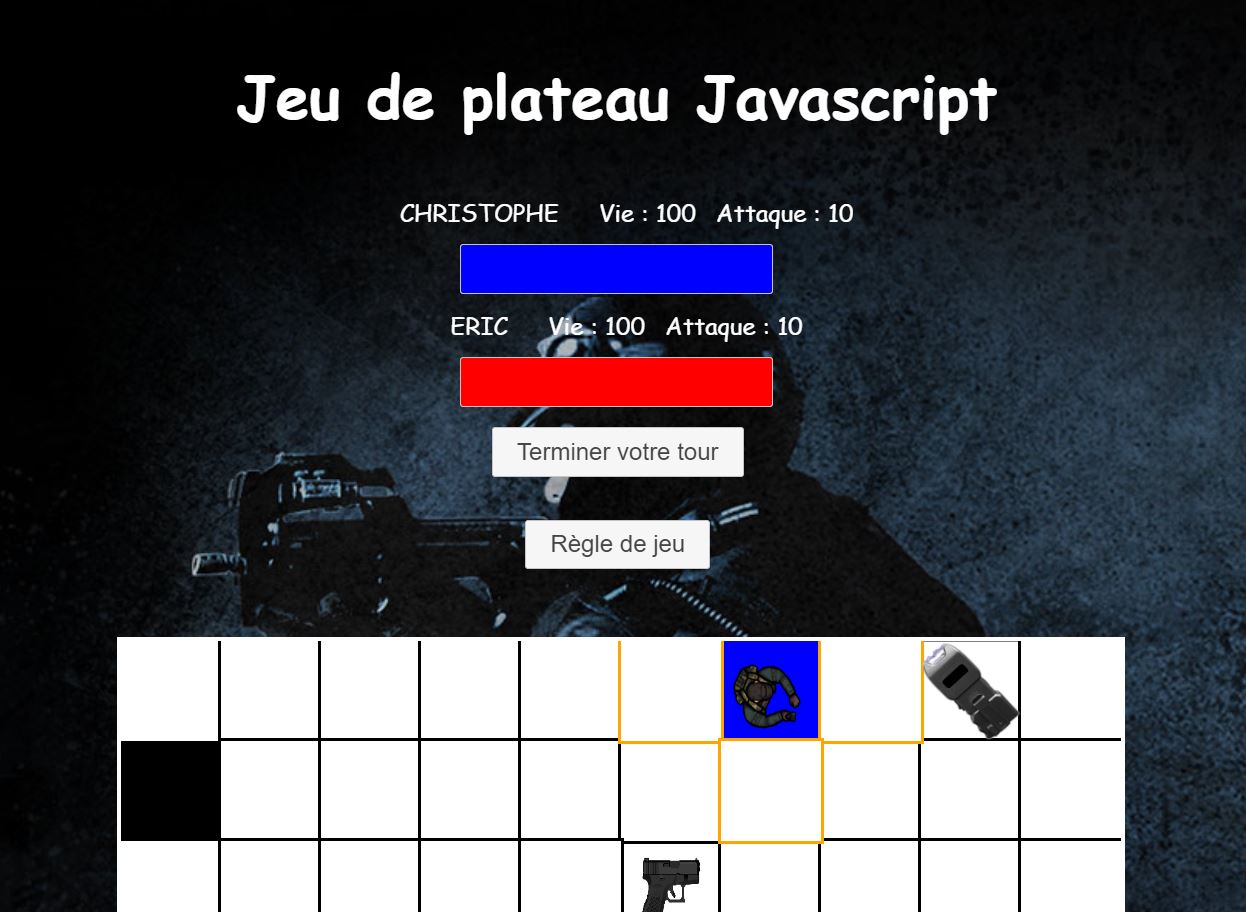 Jeu de plateau Javascript
CHRISTOPHE Vie : 100 Attaque : 10
ERIC Vie : 100 Attaque : 10
Terminer votre tour
Règle de jeu